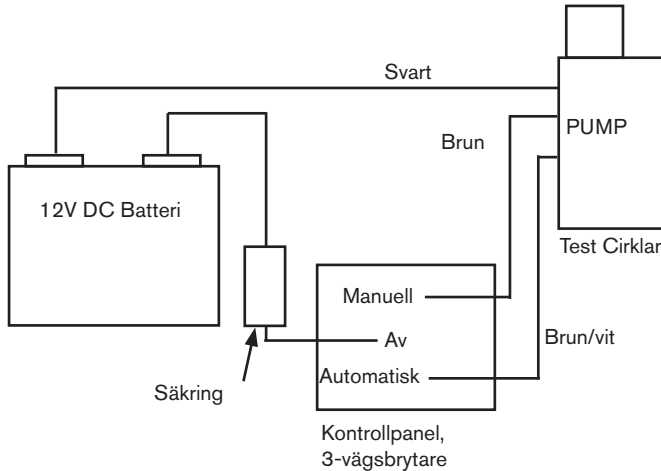 Svart
Brun
PUMP
12V DC Batteri
Test Cirklar
Manuell
Av
Brun/vit
Automatisk
Säkring
Kontrollpanel,
3-vägsbrytare